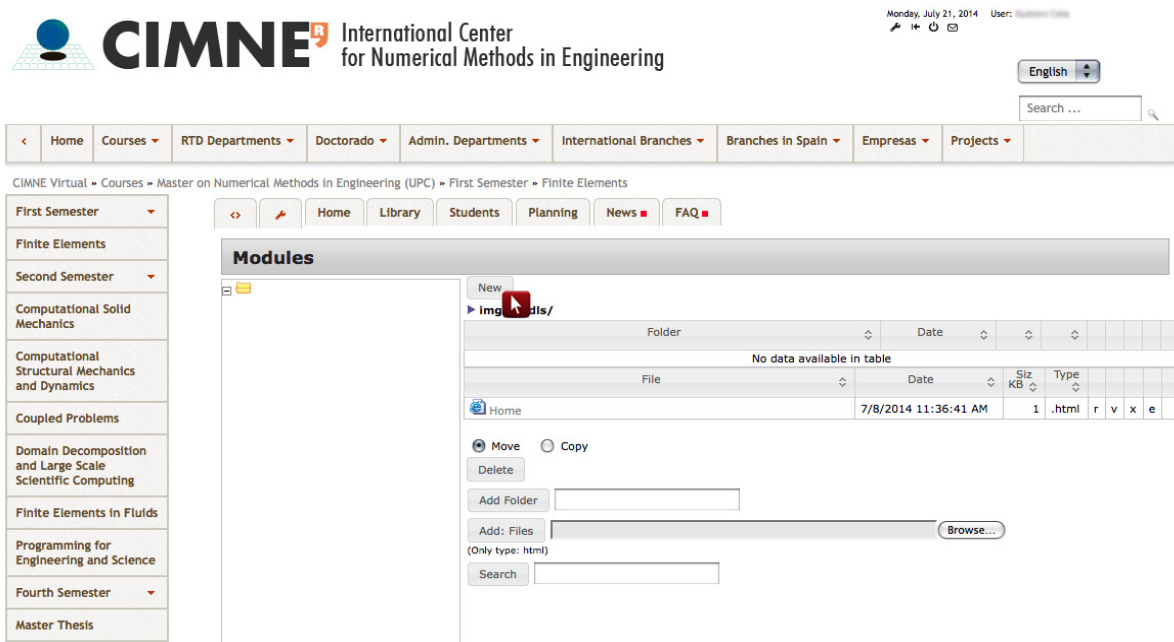 Monday, July 21, 2014 User:
CIMNE
International Center
for Numerical Methods in Engineering
English
Search ...
< Home Courses RTD Departments Doctorado Admin. Departments International Branches Branches in Spain Empresas Projects
CIMNE Virtual » Courses » Master on Numerical Methods in Engineering (UPC) » First Semester » Finite Elements
First Semester
Finite Elements
Second Semester
Computational Solid
Mechanics
Computational
Structural Mechanics
and Dynamics
Coupled Problems
Domain Decomposition
and Large Scale
Scientific Computing
Finite Elements in Fluids
Programming for
Engineering and Science
Fourth Semester
Master Thesis
<> Home Library Students Planning News FAQ
Modules
New
Folder Date
No data available in table
File Date Siz KB Type
Home 7/8/2014 11:36:41 AM 1 .html r v x e
Move Copy
Delete
Add Folder
Add: Files Browse...
(Only type: html)
Search